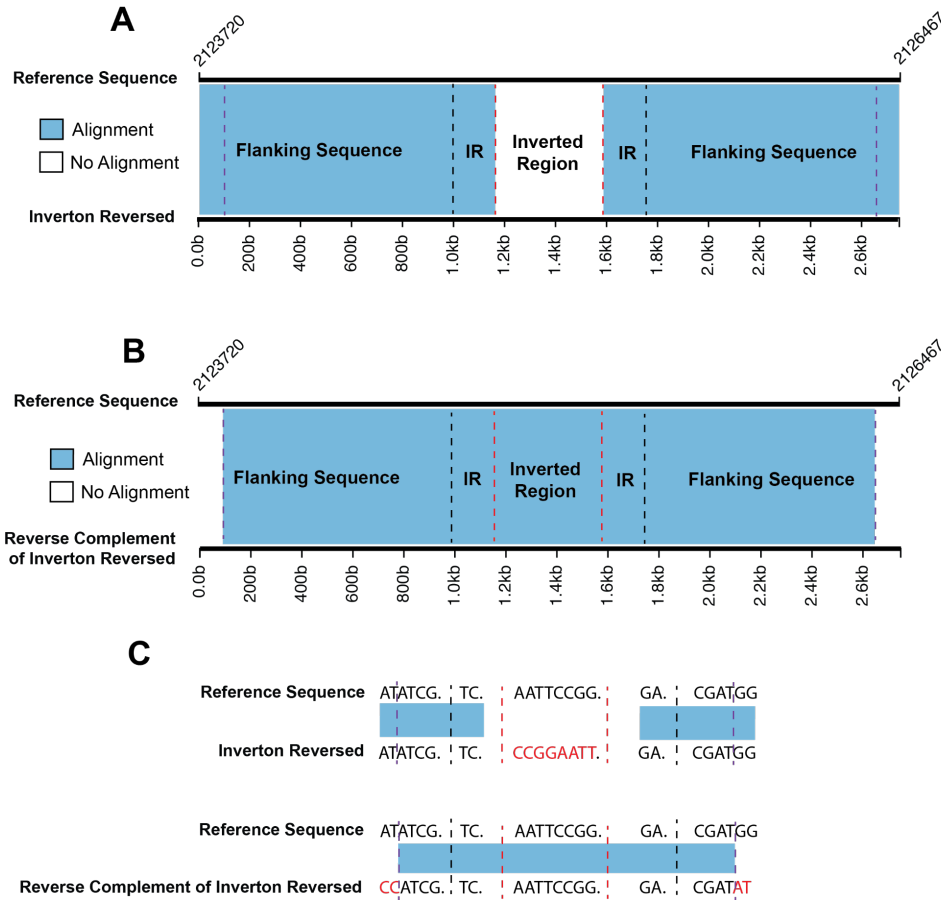 A
2123720
2126467
Reference Sequence
Alignment
No Alignment
Flanking Sequence
IR
Inverted
Region
IR
Flanking Sequence
Inverton Reversed
0.0b
200b
400b
600b
800b
1.0kb
1.2kb
1.4kb
1.6kb
1.8kb
2.0kb
2.2kb
2.4kb
2.6kb
B
2123720
2126467
Reference Sequence
Alignment
No Alignment
Flanking Sequence
IR
Inverted
Region
IR
Flanking Sequence
Reverse Complement
of Inverton Reversed
0.0b
200b
400b
600b
800b
1.0kb
1.2kb
1.4kb
1.6kb
1.8kb
2.0kb
2.2kb
2.4kb
2.6kb
C
Reference Sequence ATATCG. TC. AATTCCGG. GA. CGATGG
Inverton Reversed ATATCG. TC. CCGGAATT. GA. CGATGG
Reference Sequence ATATCG. TC. AATTCCGG. GA. CGATGG
Reverse Complement of Inverton Reversed CCATCG. TC. AATTCCGG. GA. CGATAT